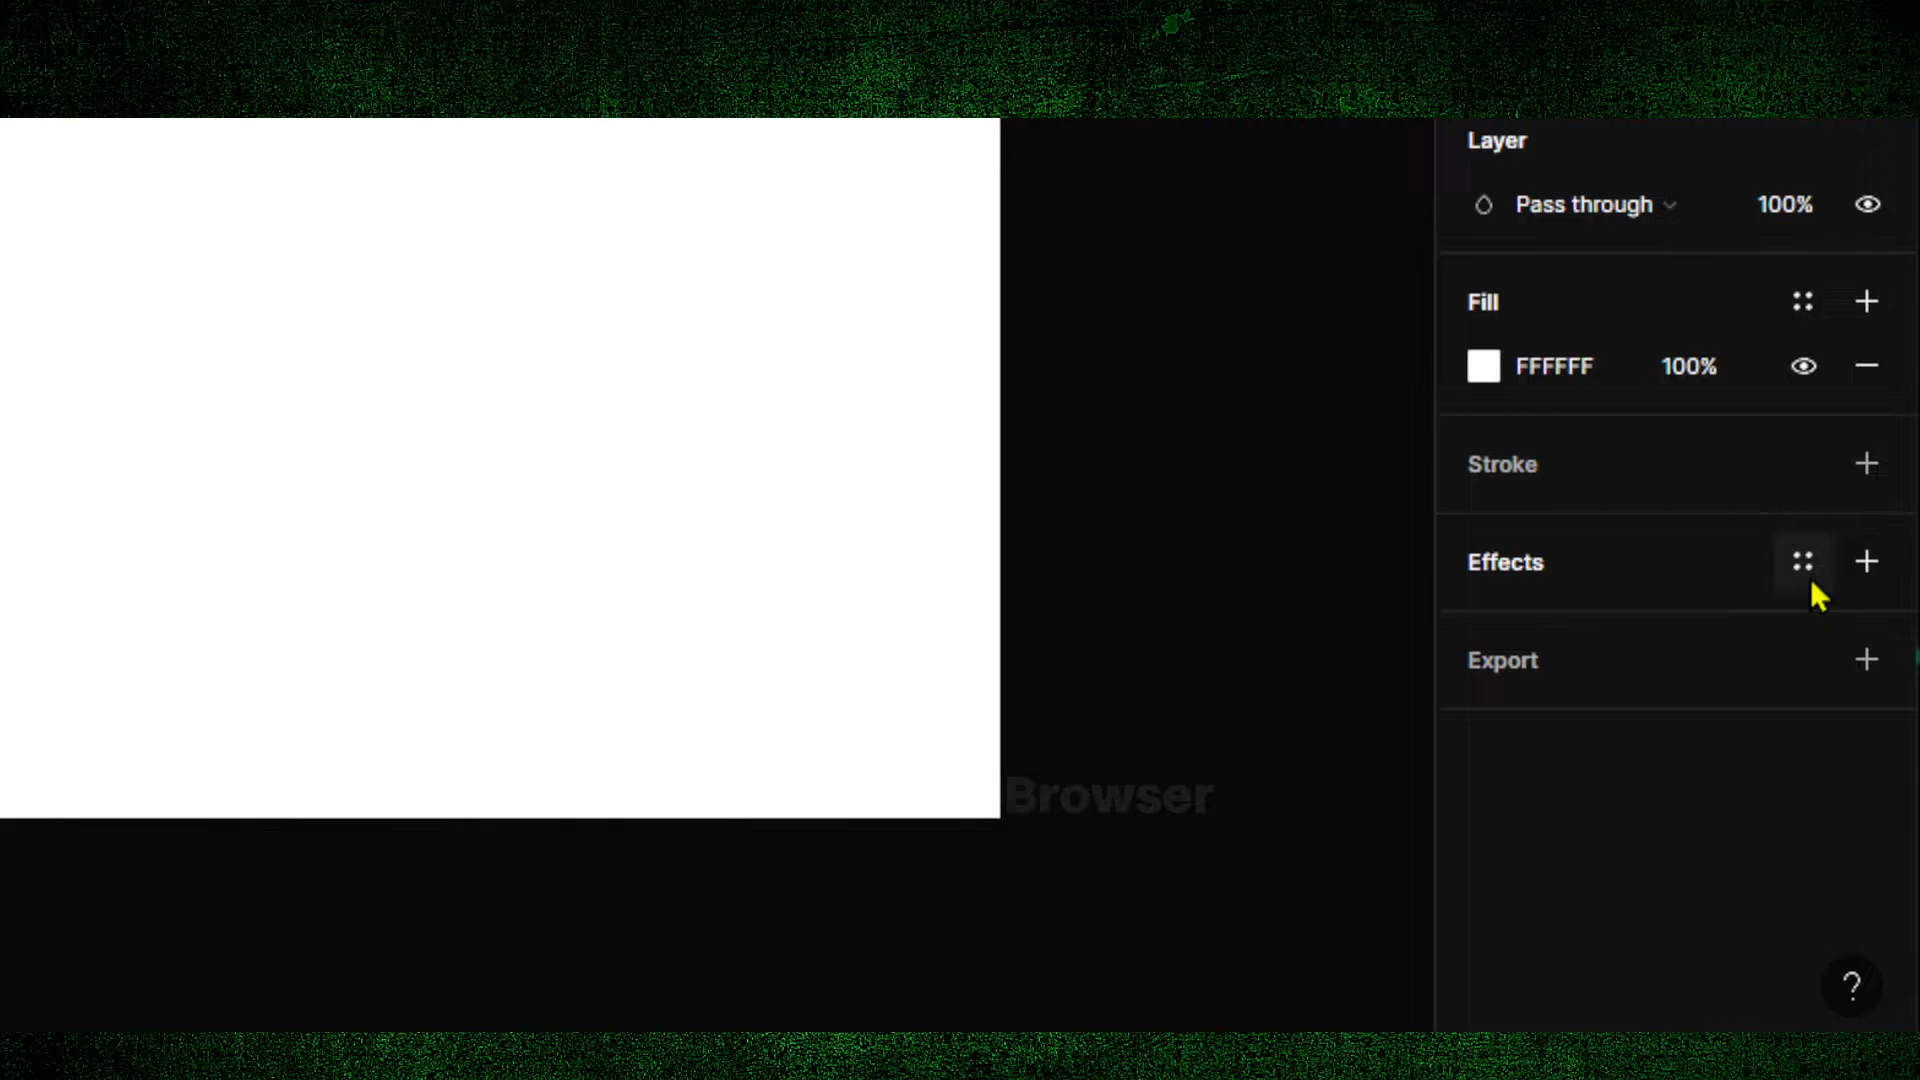 Layer
Pass through 100%
Fill
FFFFFF 100%
Stroke
Effects
Export
Browser
?